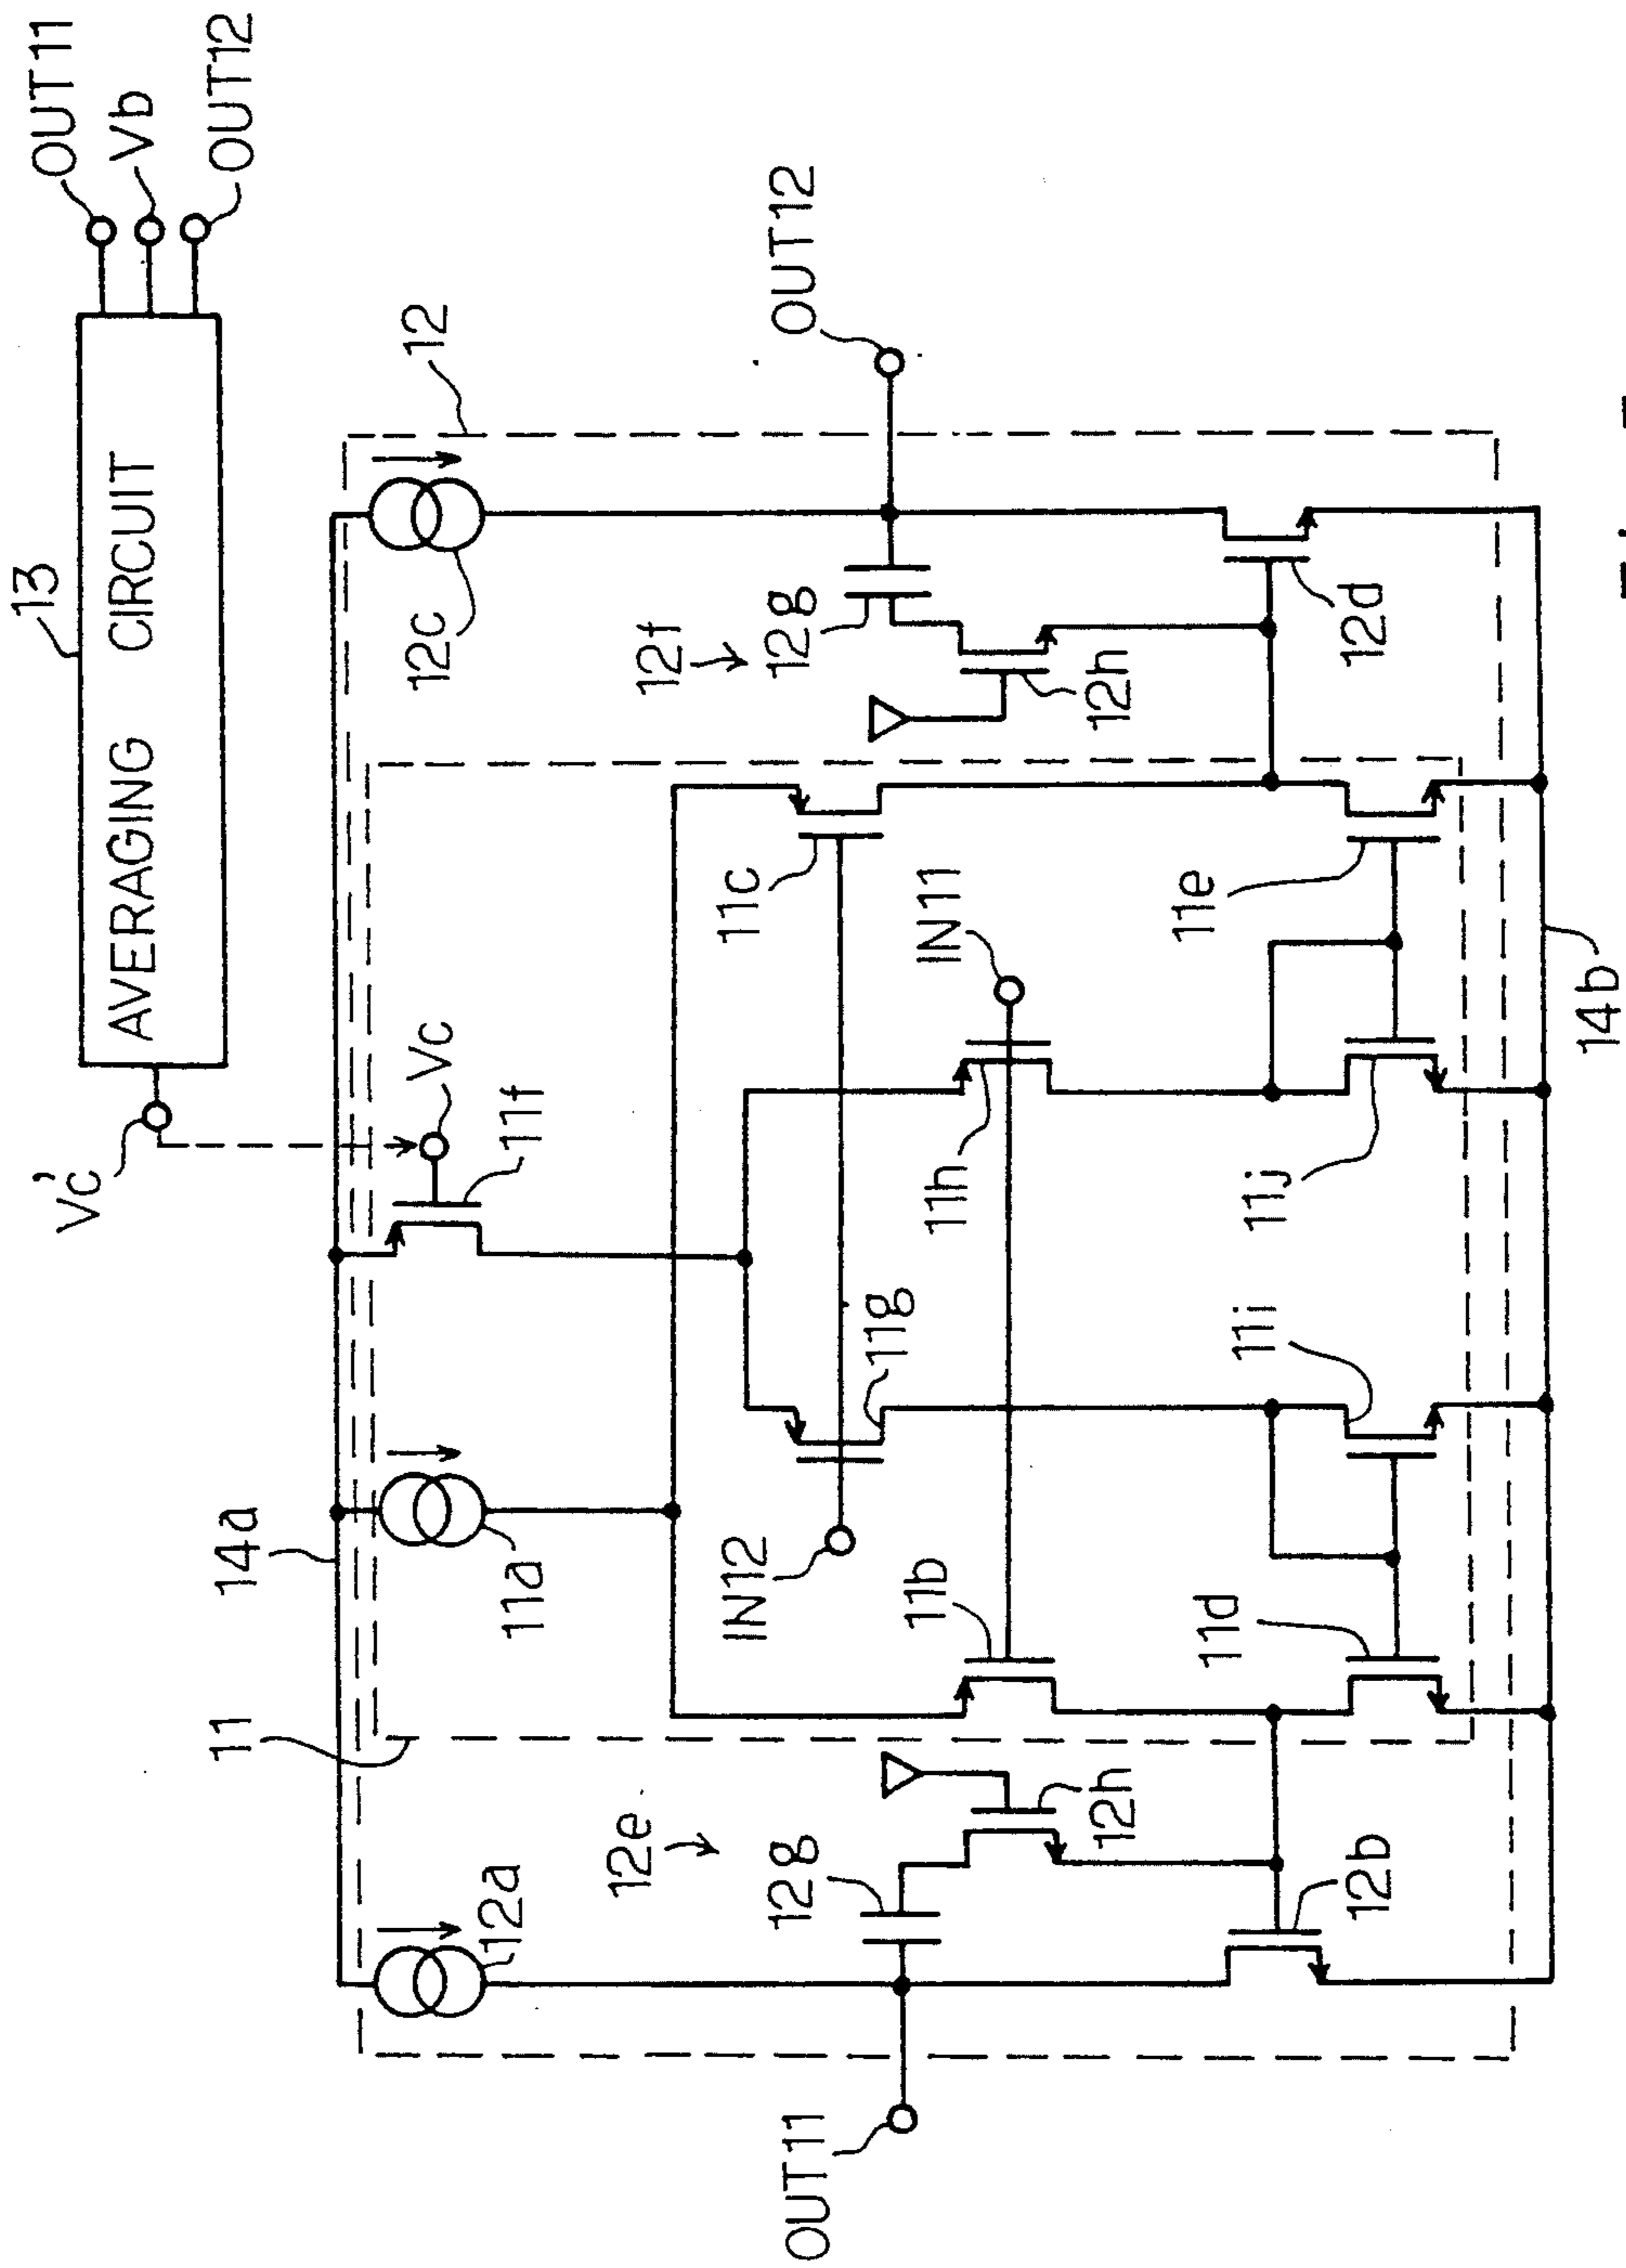 13
AVERAGING CIRCUIT
OUT11
Vb
OUT12
Vc'
Vc
14a
11
11a
11f
12
12a
12c
12e
12g
12h
12f
12g
12h
OUT11
OUT12
IN12
11g
11c
11b
11h
IN11
11d
11i
11j
11e
12b
12d
14b